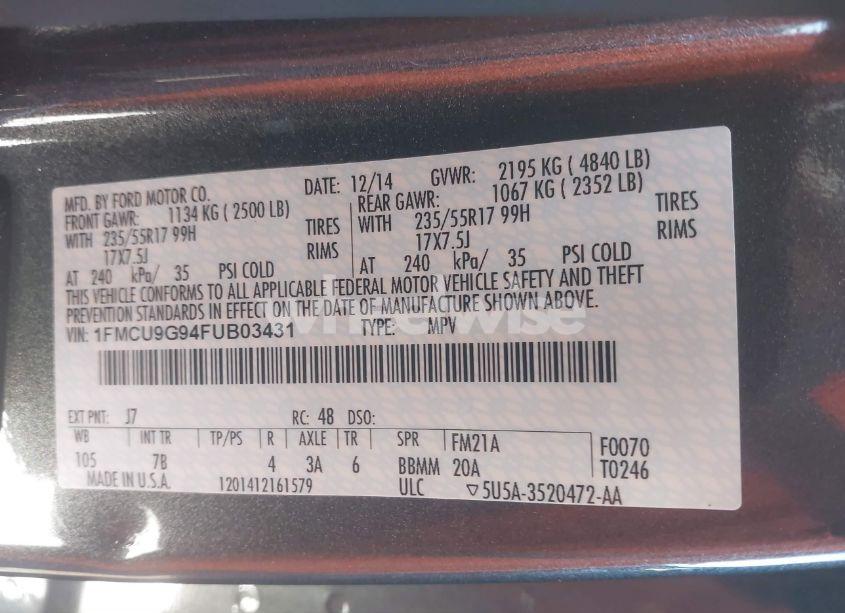 MFD. BY FORD MOTOR CO.
DATE: 12/14 GVWR: 2195 KG ( 4840 LB)
FRONT GAWR: 1134 KG ( 2500 LB)
WITH 235/55R17 99H TIRES
17X7.5J RIMS
AT 240 kPa/ 35 PSI COLD
REAR GAWR: 1067 KG ( 2352 LB)
WITH 235/55R17 99H TIRES
17X7.5J RIMS
AT 240 kPa/ 35 PSI COLD
THIS VEHICLE CONFORMS TO ALL APPLICABLE FEDERAL MOTOR VEHICLE SAFETY AND THEFT
PREVENTION STANDARDS IN EFFECT ON THE DATE OF MANUFACTURE SHOWN ABOVE.
VIN: 1FMCU9G94FUB03431 TYPE: MPV
EXT PNT: J7 RC: 48 DSO:
WB INT TR TP/PS R AXLE TR SPR FM21A F0070
105 7B 4 3A 6 BBMM 20A T0246
MADE IN U.S.A. 1201412161579 ULC ▽5U5A-3520472-AA